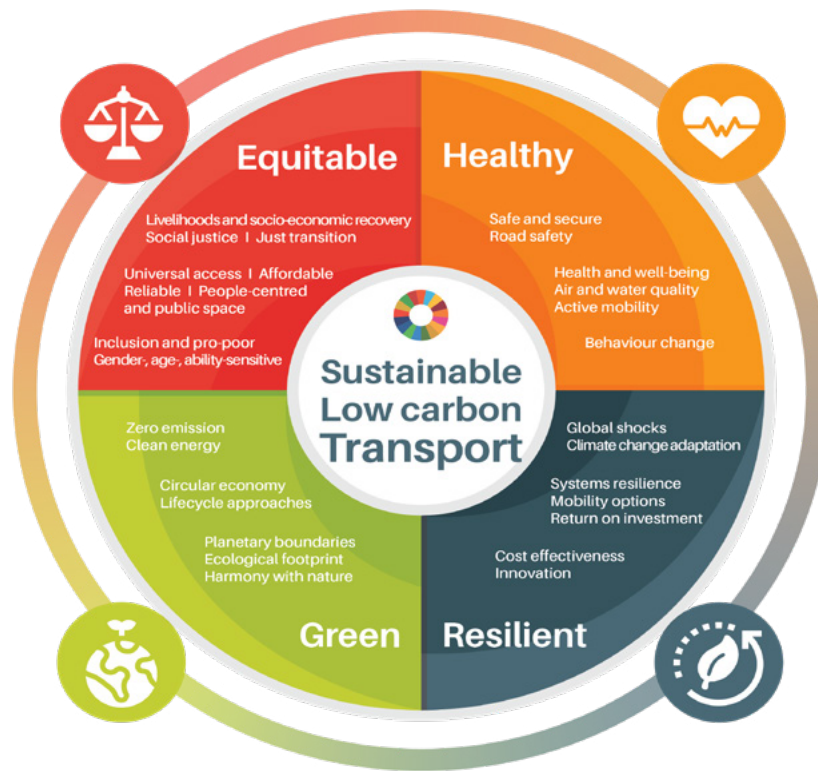 Equitable
Livelihoods and socio-economic recovery
Social justice I Just transition
Universal access I Affordable
Reliable I People-centred
and public space
Inclusion and pro-poor
Gender-, age-, ability-sensitive
Healthy
Safe and secure
Road safety
Health and well-being
Air and water quality
Active mobility
Behaviour change
Sustainable
Low carbon
Transport
Zero emission
Clean energy
Circular economy
Lifecycle approaches
Planetary boundaries
Ecological footprint
Harmony with nature
Green
Global shocks
Climate change adaptation
Systems resilience
Mobility options
Return on investment
Cost effectiveness
Innovation
Resilient